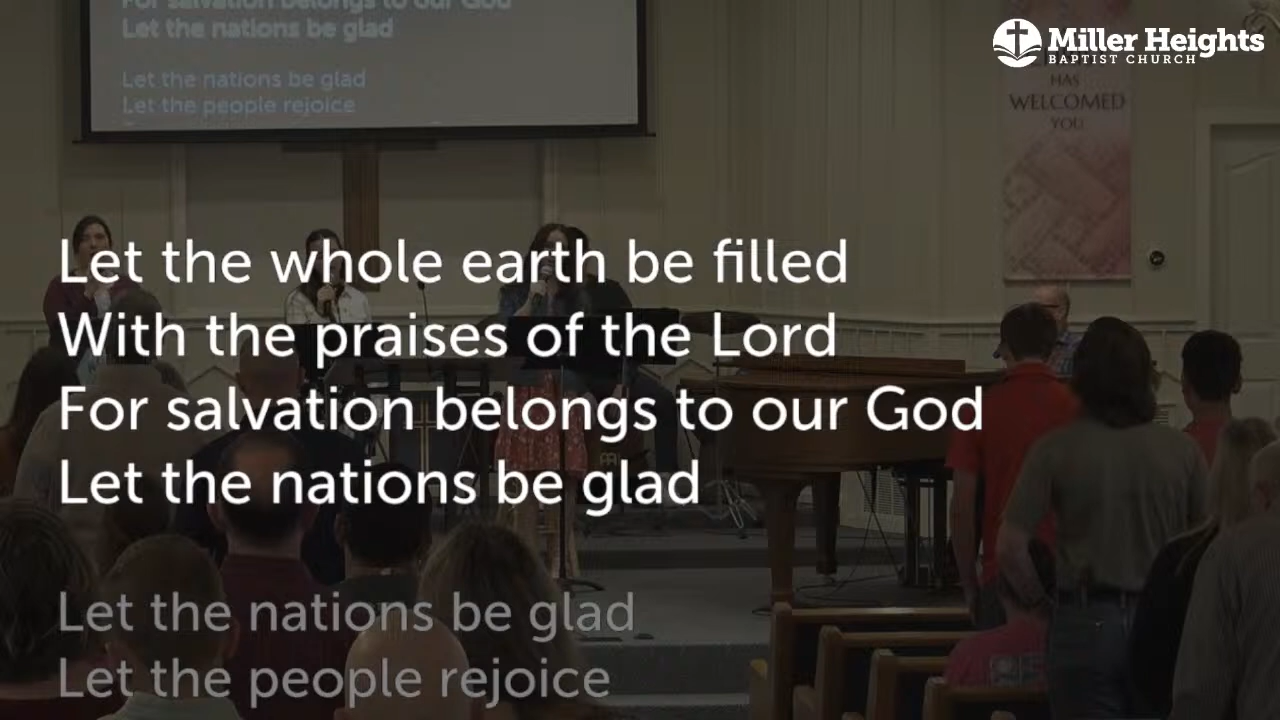 For salvation belongs to our God
Let the nations be glad
Let the nations be glad
Let the people rejoice
Miller Heights
BAPTIST CHURCH
HAS
WELCOMED
YOU
Let the whole earth be filled
With the praises of the Lord
For salvation belongs to our God
Let the nations be glad
Let the nations be glad
Let the people rejoice